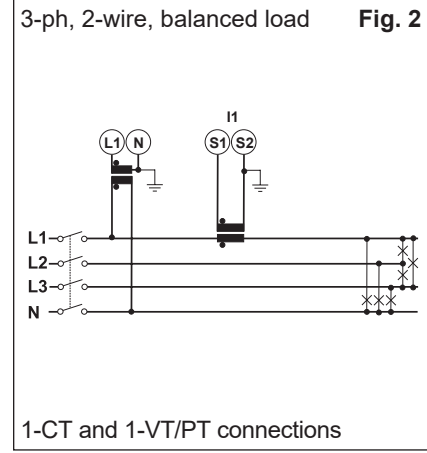 3-ph, 2-wire, balanced load Fig. 2
I1
L1 N S1 S2
L1
L2
L3
N
1-CT and 1-VT/PT connections